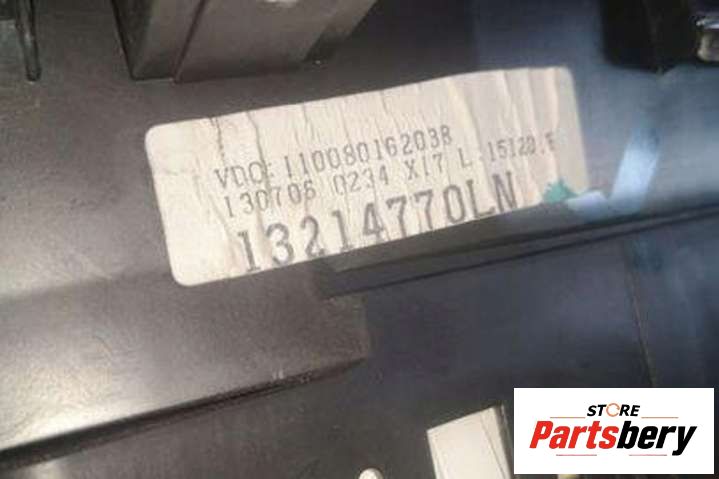 VDO:110080162038
130706 0234 X17 L:15120.
13214770LN
STORE
Partsbery